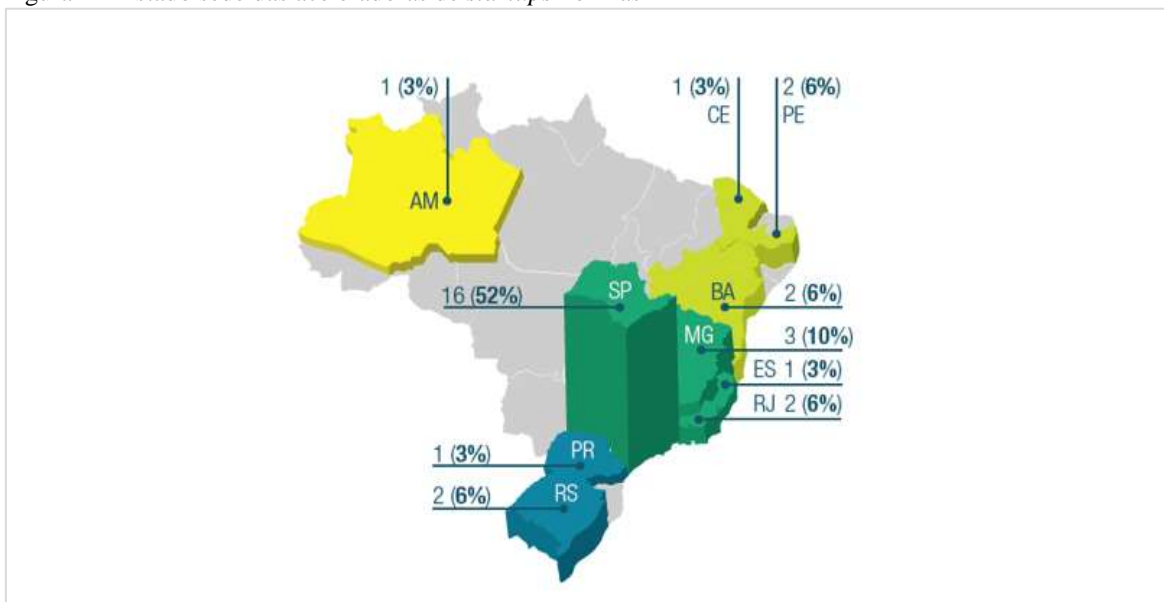 1 (3%)
1 (3%)
CE
2 (6%)
PE
AM
16 (52%)
SP
BA
2 (6%)
MG
3 (10%)
ES 1 (3%)
RJ 2 (6%)
1 (3%)
PR
2 (6%)
RS